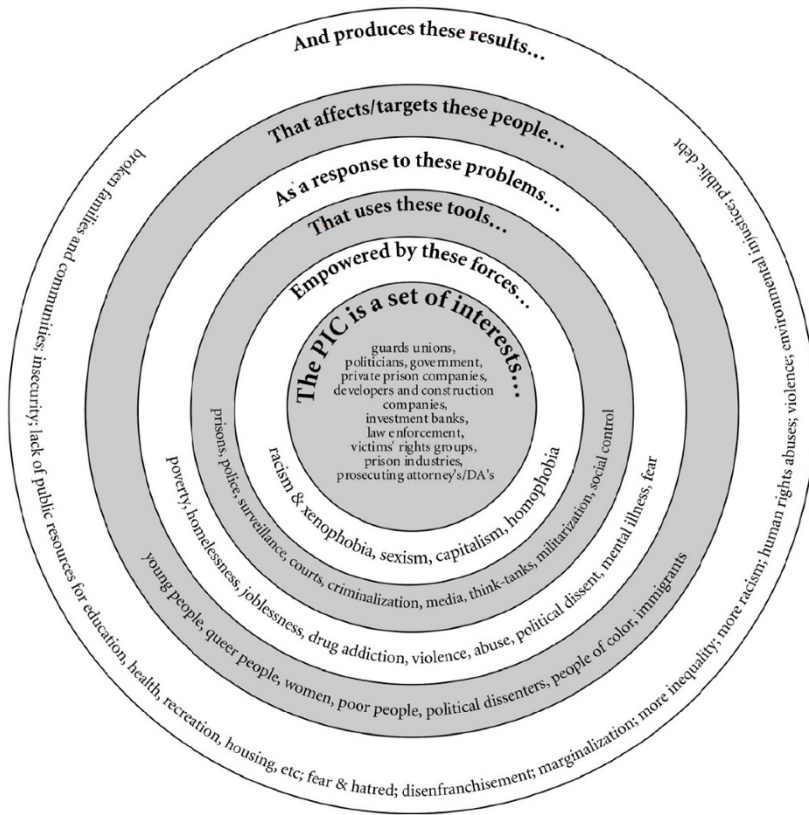 And produces these results...
That affects/targets these people...
As a response to these problems...
That uses these tools...
Empowered by these forces...
The PIC is a set of interests...
guards unions,
politicians, government,
private prison companies,
developers and construction
companies,
investment banks,
law enforcement,
victims' rights groups,
prison industries,
prosecuting attorney's/DA's
racism & xenophobia, sexism, capitalism, homophobia
prisons, police, surveillance, courts, criminalization, media, think-tanks, militarization, social control
poverty, homelessness, joblessness, drug addiction, violence, abuse, political dissent, mental illness, fear
young people, queer people, women, poor people, political dissenters, people of color, immigrants
broken families and communities; insecurity; lack of public resources for education, health, recreation, housing, etc; fear & hatred; disenfranchisement; marginalization; more inequality; more racism; human rights abuses; violence; environmental injustice; public debt